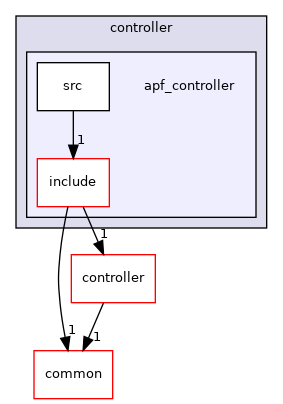 controller
src
apf_controller
1
include
1
controller
1
1
common